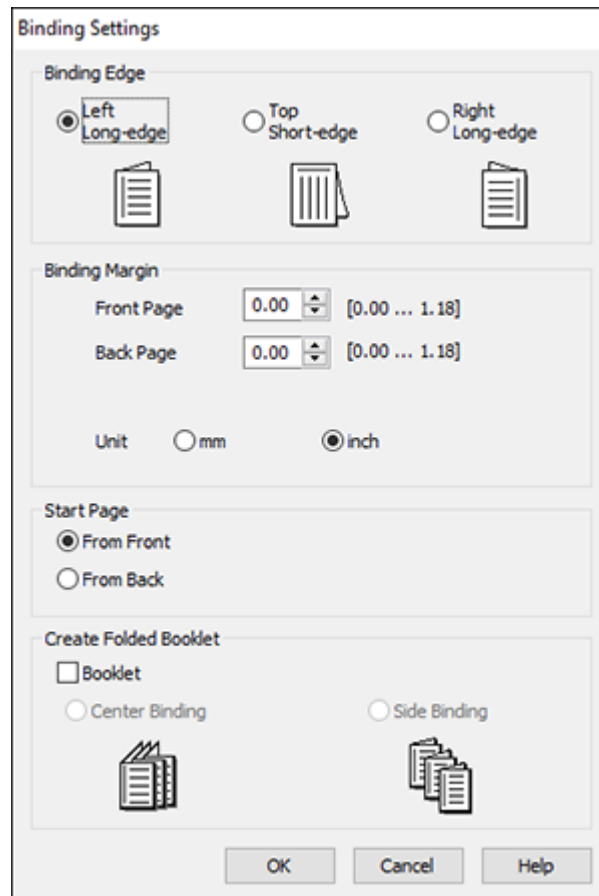 Binding Settings
Binding Edge
Left
Long-edge
Top
Short-edge
Right
Long-edge
Binding Margin
Front Page 0.00 [0.00 ... 1.18]
Back Page 0.00 [0.00 ... 1.18]
Unit mm inch
Start Page
From Front
From Back
Create Folded Booklet
Booklet
Center Binding Side Binding
OK Cancel Help